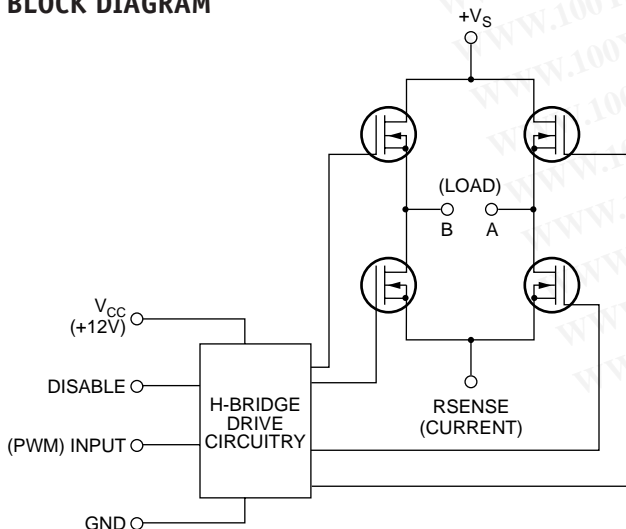 BLOCK DIAGRAM
+VS
(LOAD)
B A
VCC
(+12V)
DISABLE
(PWM) INPUT
GND
H-BRIDGE
DRIVE
CIRCUITRY
RSENSE
(CURRENT)